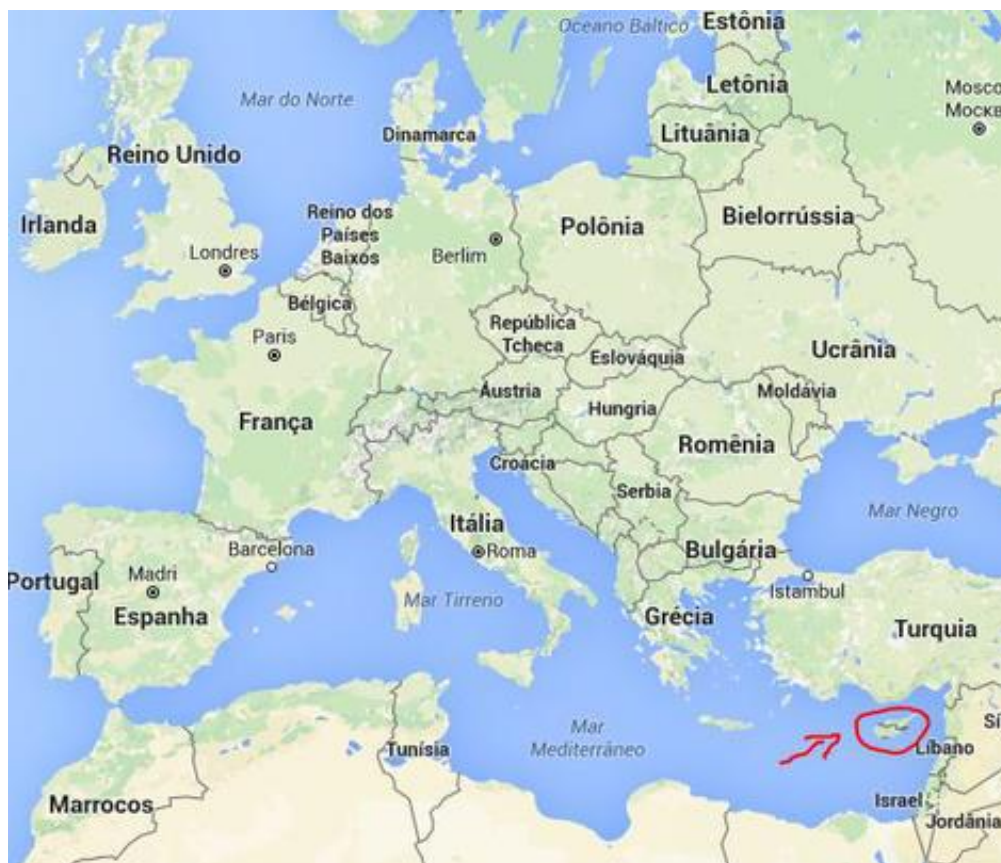 Oceano Báltico
Estônia
Letônia
Mosco
Москв
Mar do Norte
Dinamarca
Lituânia
Reino Unido
Irlanda
Reino dos
Países
Baixos
Polônia
Bielorrússia
Londres
Berlim
Bélgica
Paris
República
Tcheca
Eslováquia
Ucrânia
Áustria
Hungria
Moldávia
França
Romênia
Croácia
Sérbia
Itália
Mar Negro
Barcelona
Roma
Bulgária
Portugal
Madri
Istambul
Espanha
Mar Tirreno
Grécia
Turquia
Mar
Mediterrâneo
Sí
Tunísia
Líbano
Marrocos
Israel
Jordânia